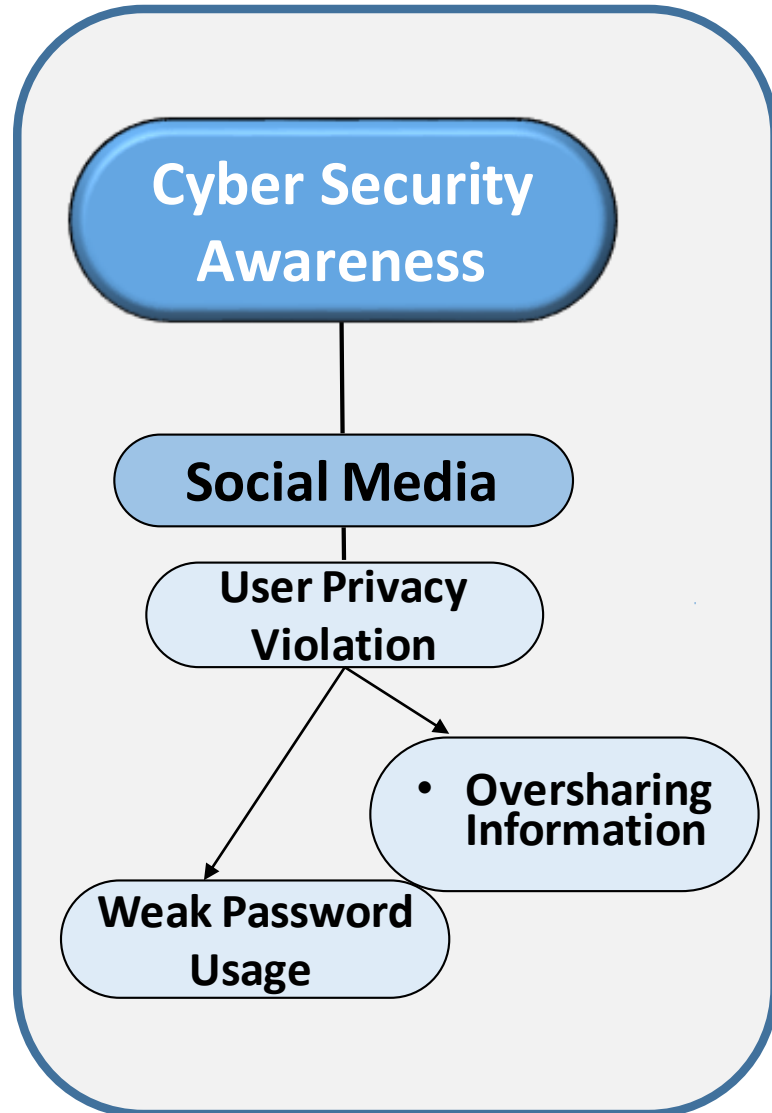 Cyber Security
Awareness
Social Media
User Privacy
Violation
• Oversharing
Information
Weak Password
Usage